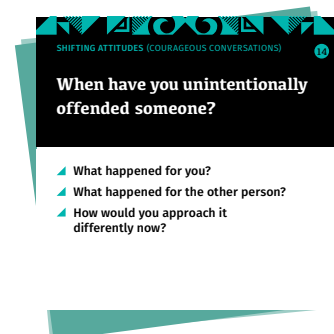 SHIFTING ATTITUDES (COURAGEOUS CONVERSATIONS)
14
When have you unintentionally
offended someone?
What happened for you?
What happened for the other person?
How would you approach it
differently now?